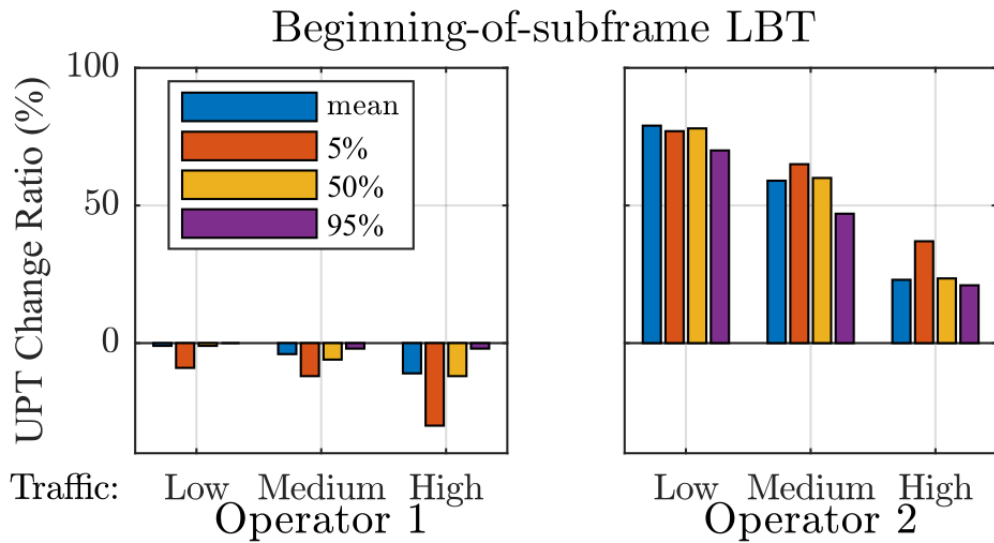 Beginning-of-subframe LBT
UPT Change Ratio (%)
100
50
0
mean
5%
50%
95%
Traffic: Low Medium High Low Medium High
Operator 1 Operator 2